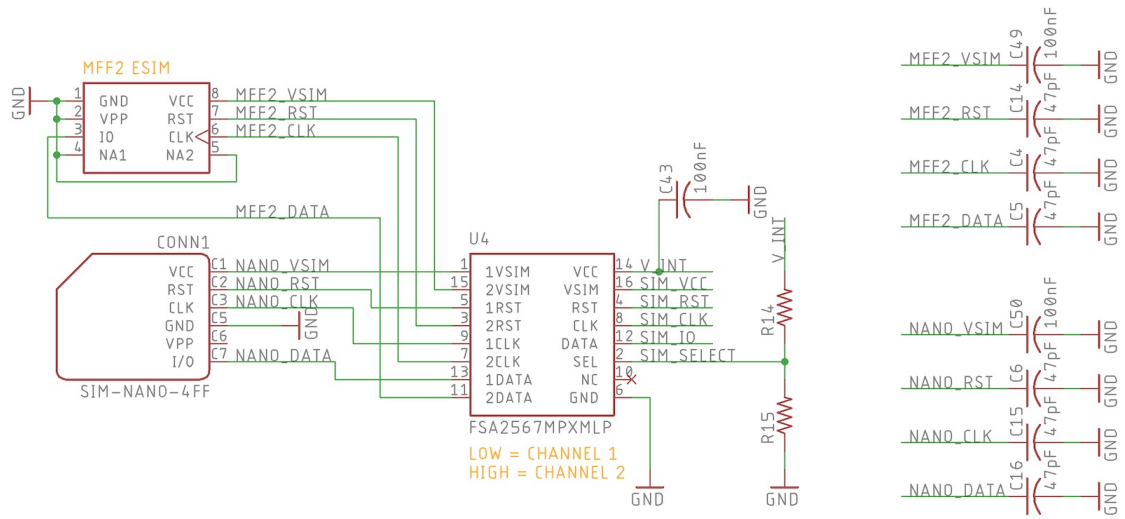 MFF2 ESIM
GND
1 GND VCC 8 MFF2_VSIM
2 VPP RST 7 MFF2_RST
3 IO CLK 6 MFF2_CLK
4 NA1 NA2 5
MFF2_DATA
CONN1
VCC C1 NANO_VSIM
RST C2 NANO_RST
CLK C3 NANO_CLK
GND C5 GND
VPP C6
I/O C7 NANO_DATA
SIM-NANO-4FF
U4
1 1VSIM VCC 14 V_INT
15 2VSIM VSIM 16 SIM_VCC
5 1RST RST 4 SIM_RST
3 2RST CLK 8 SIM_CLK
9 1CLK DATA 12 SIM_IO
7 2CLK SEL 2 SIM_SELECT
13 1DATA NC 10
11 2DATA GND 6
FSA2567MPXMLP
LOW = CHANNEL 1
HIGH = CHANNEL 2
GND
C43 100nF GND
V_INT
R14
R15
GND
MFF2_VSIM C49 100nF GND
MFF2_RST C14 47pF GND
MFF2_CLK C4 47pF GND
MFF2_DATA C5 47pF GND
NANO_VSIM C50 100nF GND
NANO_RST C6 47pF GND
NANO_CLK C15 47pF GND
NANO_DATA C16 47pF GND